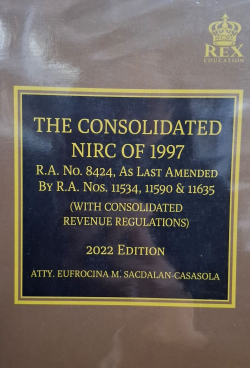 REX
EDUCATION
THE CONSOLIDATED
NIRC OF 1997
R.A. NO. 8424, AS LAST AMENDED
BY R.A. NOS. 11534, 11590 & 11635
(WITH CONSOLIDATED
REVENUE REGULATIONS)
2022 EDITION
ATTY. EUFROCINA M. SACDALAN-CASASOLA